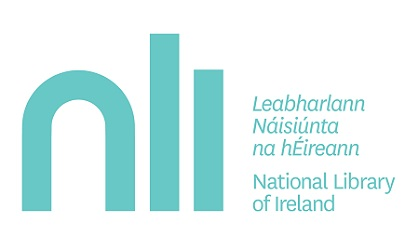 nli
Leabharlann
Náisiúnta
na hÉireann
National Library
of Ireland